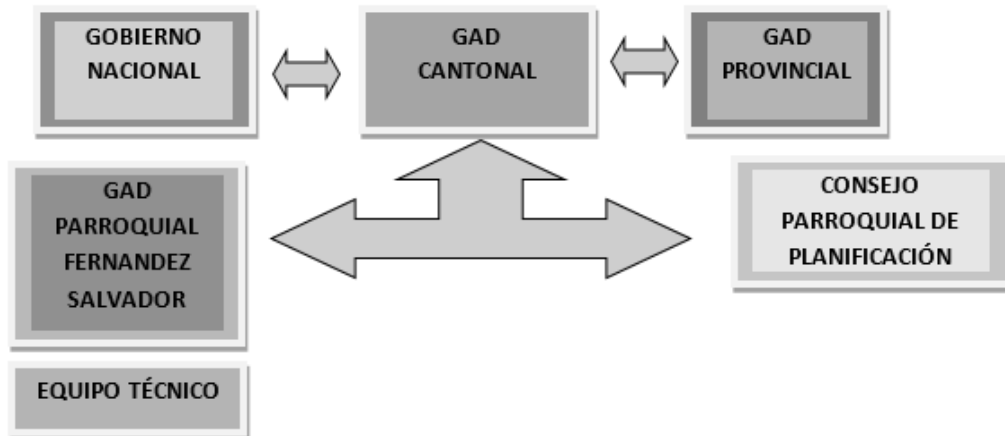 GOBIERNO
NACIONAL
GAD
CANTONAL
GAD
PROVINCIAL
GAD
PARROQUIAL
FERNANDEZ
SALVADOR
CONSEJO
PARROQUIAL DE
PLANIFICACIÓN
EQUIPO TÉCNICO